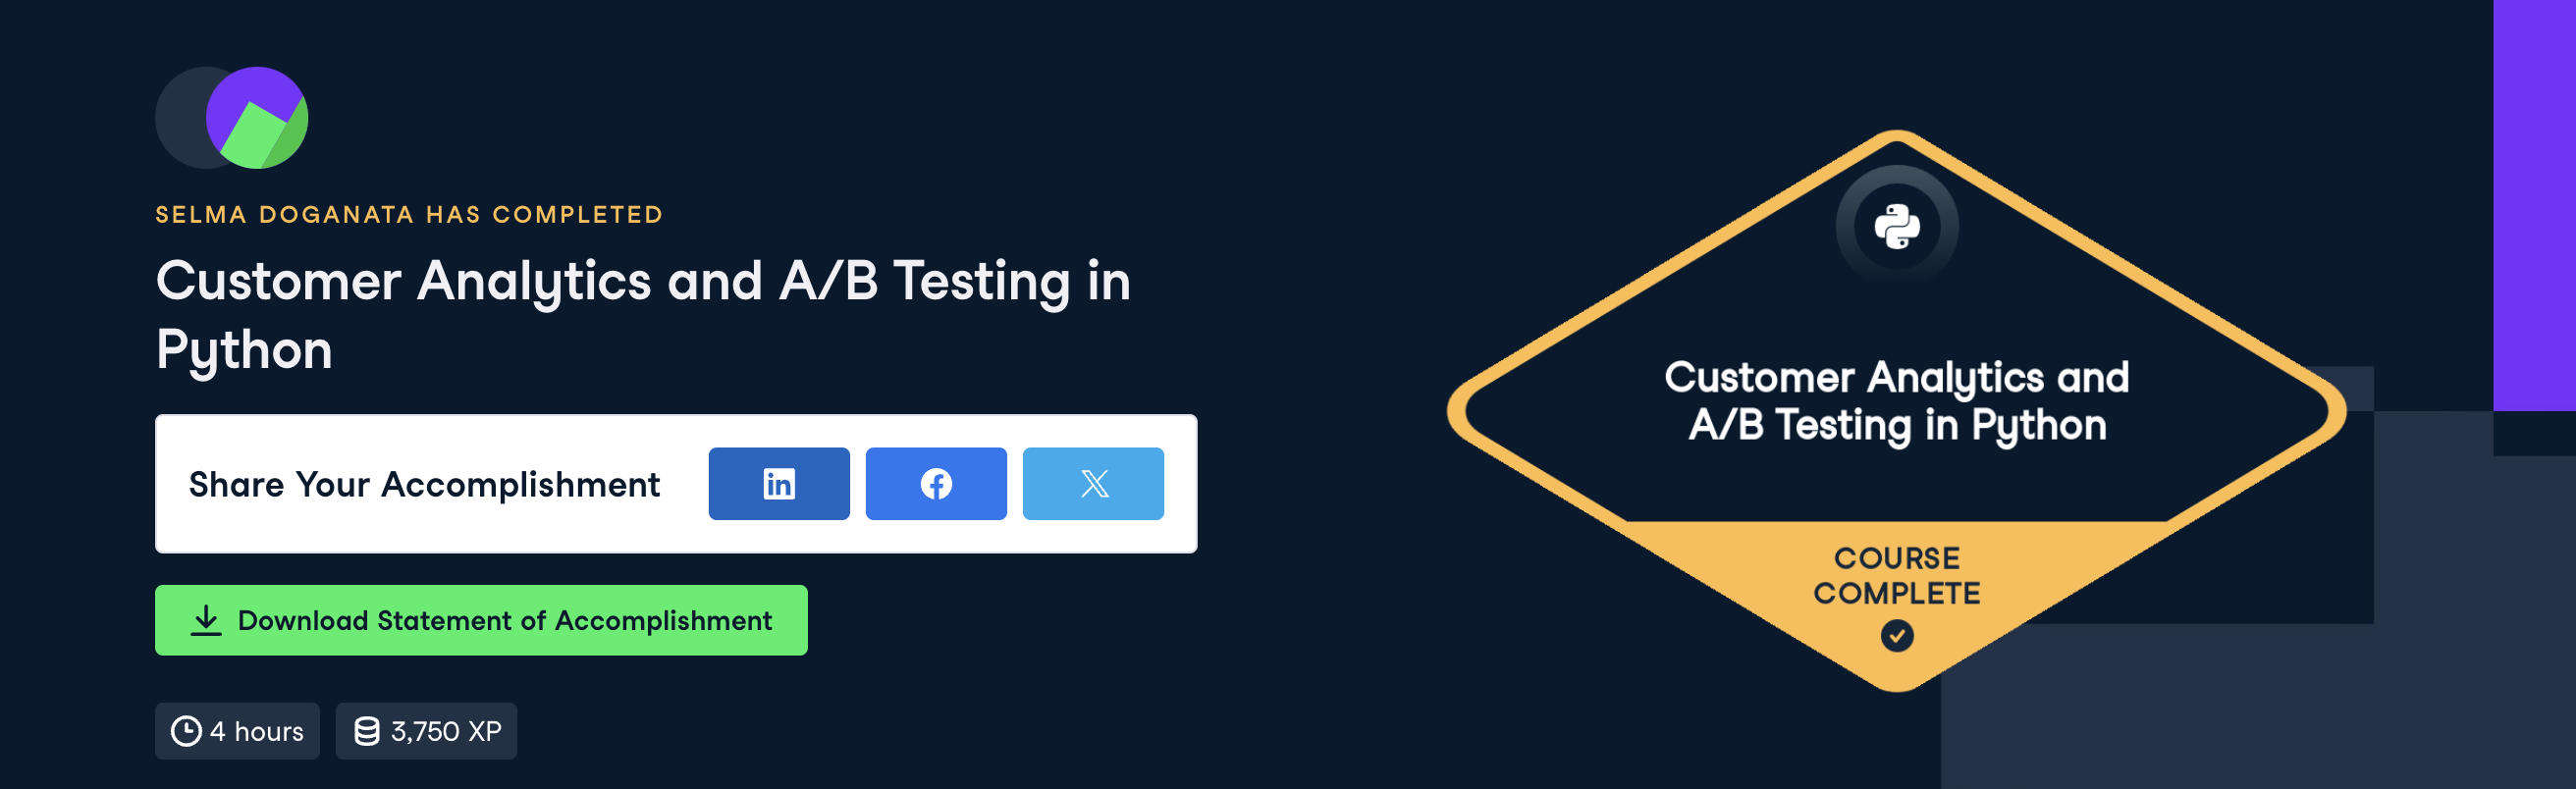 SELMA DOGANATA HAS COMPLETED
Customer Analytics and A/B Testing in
Python
Share Your Accomplishment
in
f
X
Download Statement of Accomplishment
4 hours
3,750 XP
Customer Analytics and
A/B Testing in Python
COURSE
COMPLETE